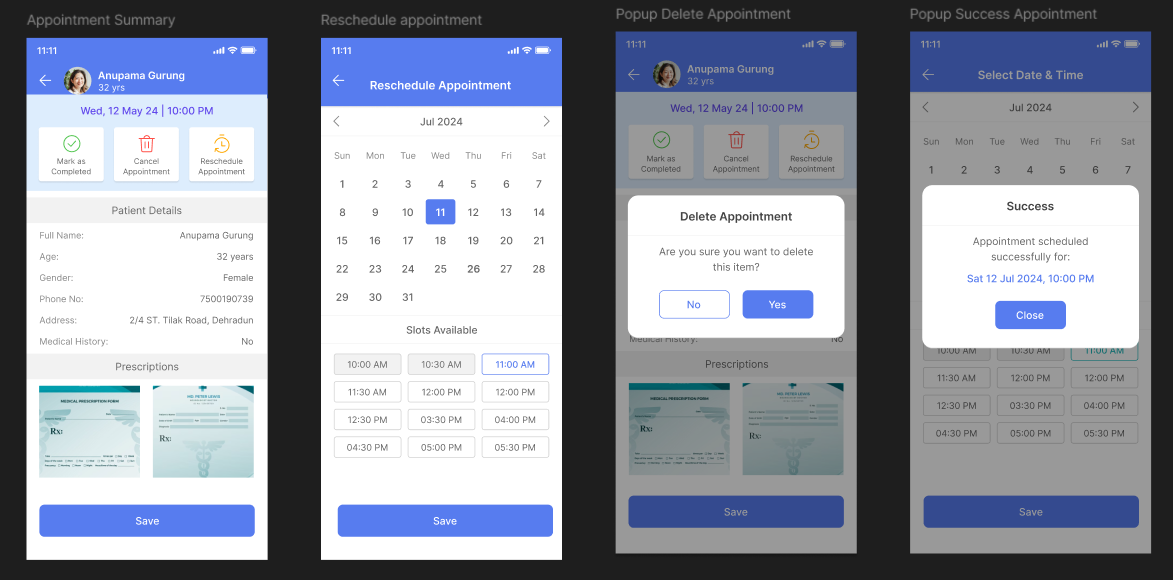 Appointment Summary
11:11
Anupama Gurung
32 yrs
Wed, 12 May 24 | 10:00 PM
Mark as
Completed
Cancel
Appointment
Reschedule
Appointment
Patient Details
Full Name: Anupama Gurung
Age: 32 years
Gender: Female
Phone No: 7500190739
Address: 2/4 ST. Tilak Road, Dehradun
Medical History: No
Prescriptions
MEDICAL PRESCRIPTION FORM
Rx:
Rx:
Save
Reschedule appointment
11:11
Reschedule Appointment
Jul 2024
Sun Mon Tue Wed Thu Fri Sat
1 2 3 4 5 6 7
8 9 10 11 12 13 14
15 16 17 18 19 20 21
22 23 24 25 26 27 28
29 30 31
Slots Available
10:00 AM 10:30 AM 11:00 AM
11:30 AM 12:00 PM 12:00 PM
12:30 PM 03:30 PM 04:00 PM
04:30 PM 05:00 PM 05:30 PM
Save
Popup Delete Appointment
11:11
Anupama Gurung
32 yrs
Wed, 12 May 24 | 10:00 PM
Mark as
Completed
Cancel
Appointment
Reschedule
Appointment
Delete Appointment
Are you sure you want to delete
this item?
No Yes
Medical History: No
Prescriptions
MEDICAL PRESCRIPTION FORM
Rx:
Rx:
Save
Popup Success Appointment
11:11
Select Date & Time
Jul 2024
Sun Mon Tue Wed Thu Fri Sat
1 2 3 4 5 6 7
Success
Appointment scheduled
successfully for:
Sat 12 Jul 2024, 10:00 PM
Close
10:00 AM 10:30 AM 11:00 AM
11:30 AM 12:00 PM 12:00 PM
12:30 PM 03:30 PM 04:00 PM
04:30 PM 05:00 PM 05:30 PM
Save